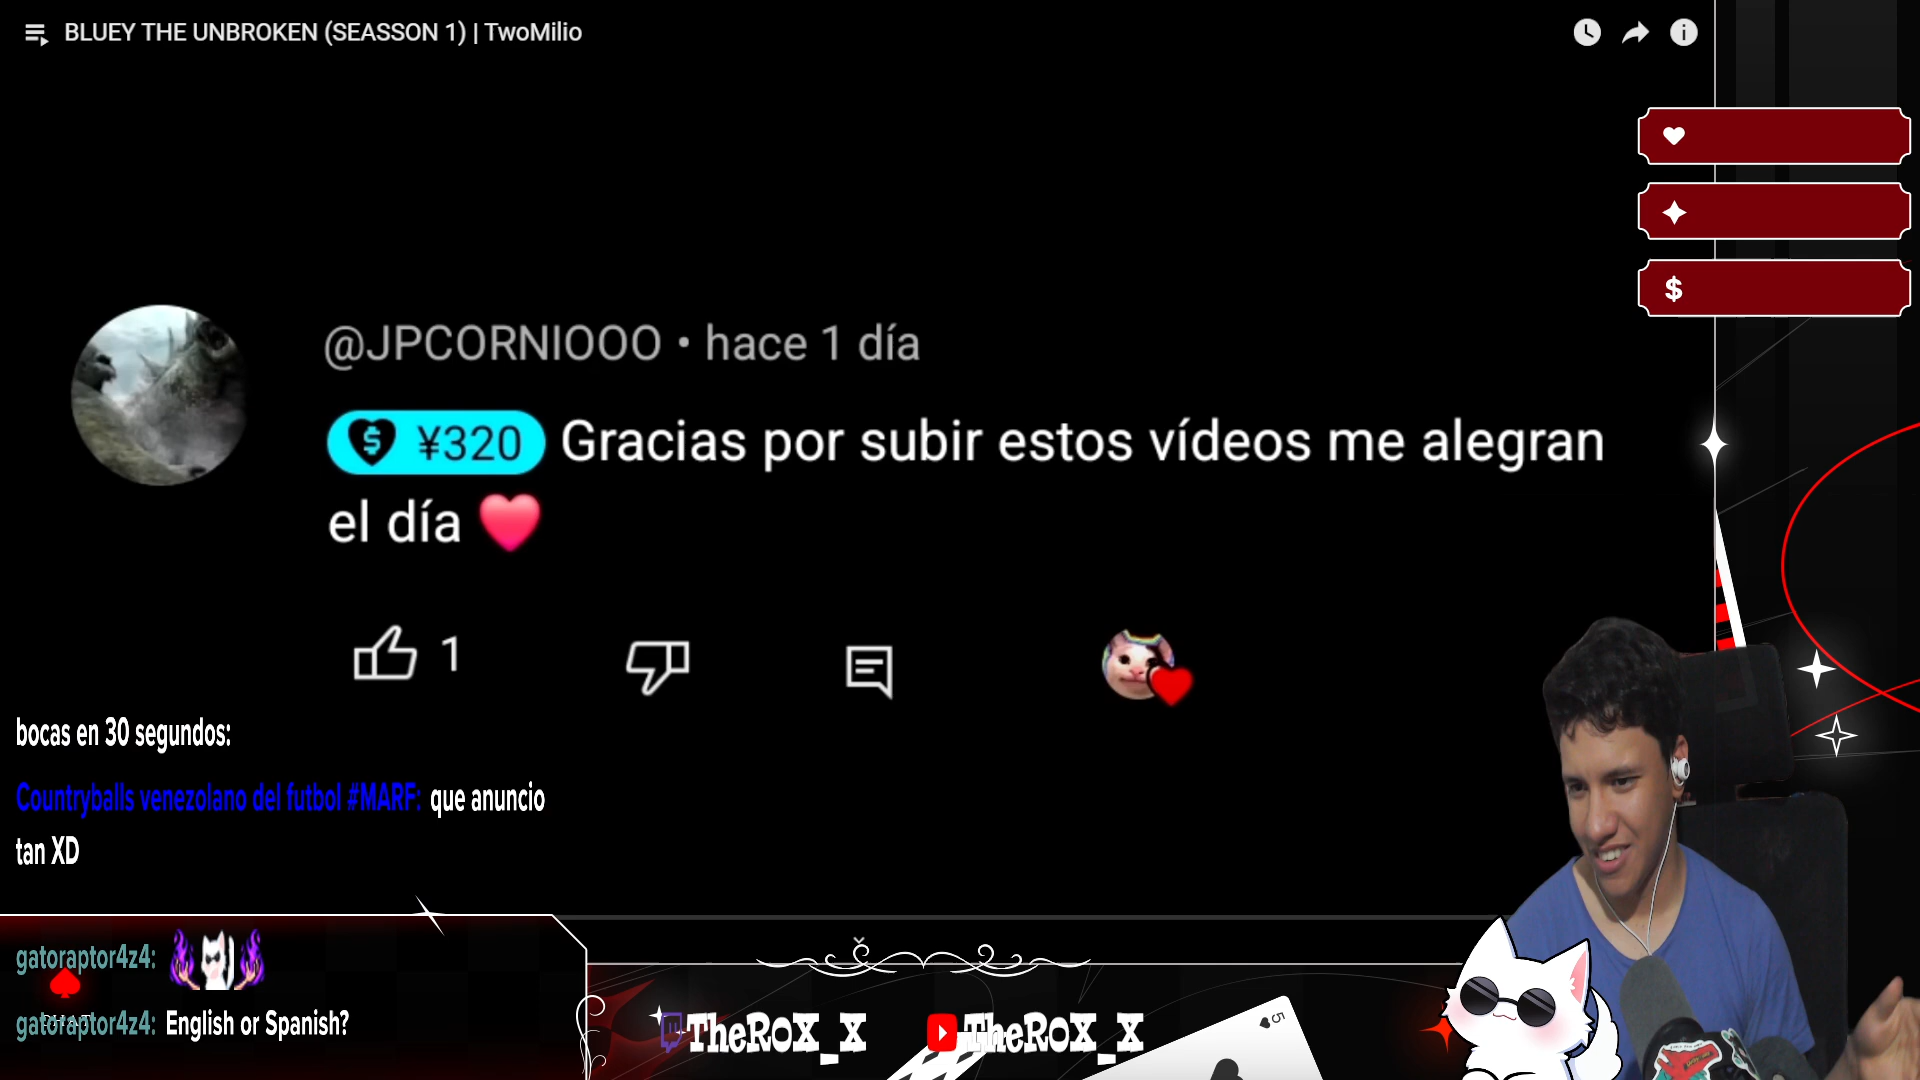 BLUEY THE UNBROKEN (SEASSON 1) | TwoMilio
@JPCORNIOOO • hace 1 día
$ ¥320 Gracias por subir estos vídeos me alegran
el día ❤️
1
bocas en 30 segundos:
Countryballs venezolano del futbol #MARF: que anuncio
tan XD
gatoraptor4z4:
gatoraptor4z4: English or Spanish?
TheRoX_X
TheRoX_X
$
5